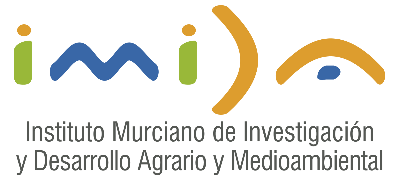 imida
Instituto Murciano de Investigación
y Desarrollo Agrario y Medioambiental